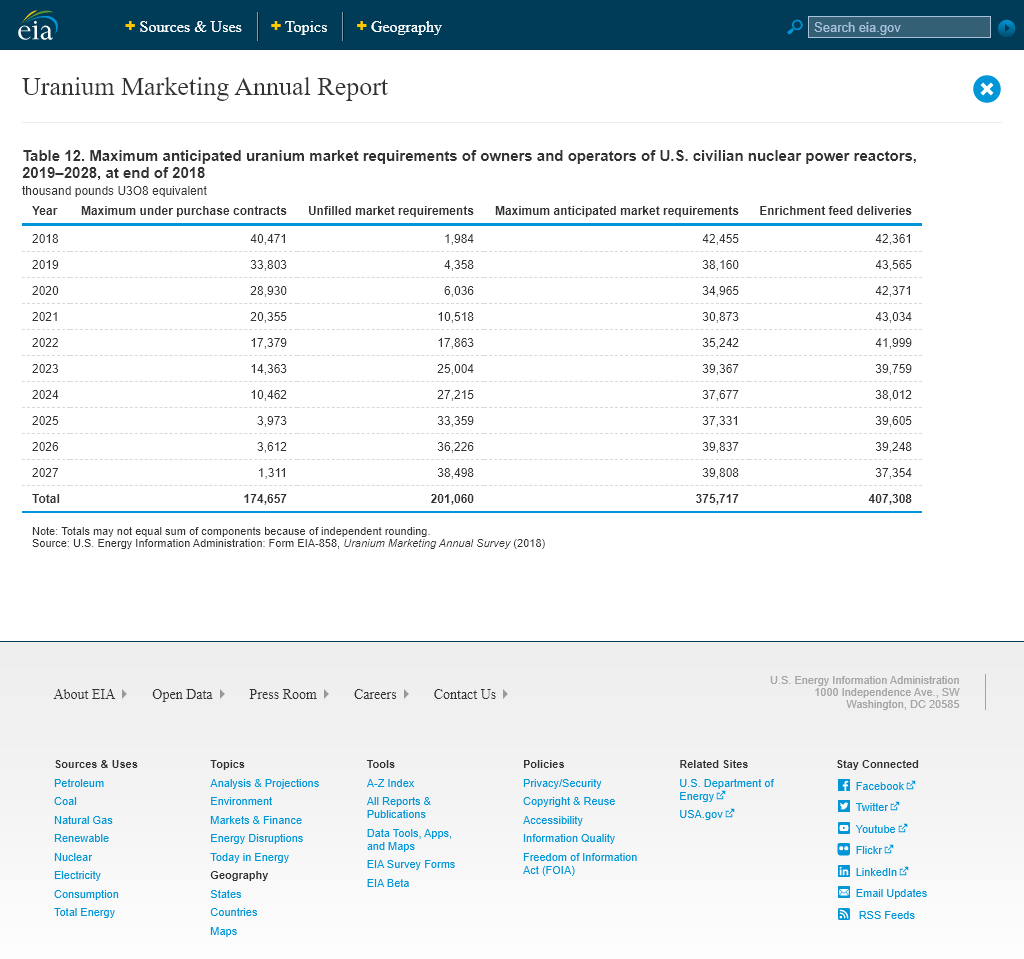 eia
Sources & Uses
Topics
Geography
Search eia.gov
Uranium Marketing Annual Report
Table 12. Maximum anticipated uranium market requirements of owners and operators of U.S. civilian nuclear power reactors,
2019–2028, at end of 2018
thousand pounds U3O8 equivalent
Year Maximum under purchase contracts Unfilled market requirements Maximum anticipated market requirements Enrichment feed deliveries
2018 40,471 1,984 42,455 42,361
2019 33,803 4,358 38,160 43,565
2020 28,930 6,036 34,965 42,371
2021 20,355 10,518 30,873 43,034
2022 17,379 17,863 35,242 41,999
2023 14,363 25,004 39,367 39,759
2024 10,462 27,215 37,677 38,012
2025 3,973 33,359 37,331 39,605
2026 3,612 36,226 39,837 39,248
2027 1,311 38,498 39,808 37,354
Total 174,657 201,060 375,717 407,308
Note: Totals may not equal sum of components because of independent rounding.
Source: U.S. Energy Information Administration: Form EIA-858, Uranium Marketing Annual Survey (2018)
About EIA
Open Data
Press Room
Careers
Contact Us
U.S. Energy Information Administration
1000 Independence Ave., SW
Washington, DC 20585
Sources & Uses
Petroleum
Coal
Natural Gas
Renewable
Nuclear
Electricity
Consumption
Total Energy
Topics
Analysis & Projections
Environment
Markets & Finance
Energy Disruptions
Today in Energy
Geography
States
Countries
Maps
Tools
A-Z Index
All Reports &
Publications
Data Tools, Apps,
and Maps
EIA Survey Forms
EIA Beta
Policies
Privacy/Security
Copyright & Reuse
Accessibility
Information Quality
Freedom of Information
Act (FOIA)
Related Sites
U.S. Department of
Energy
USA.gov
Stay Connected
Facebook
Twitter
Youtube
Flickr
LinkedIn
Email Updates
RSS Feeds